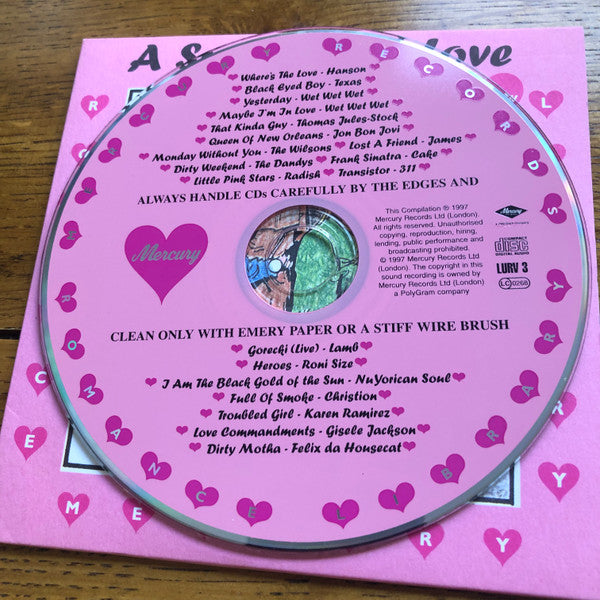 A S Love
Where's The Love - Hanson
Black Eyed Boy - Texas
Yesterday - Wet Wet Wet
Maybe I'm In Love - Wet Wet Wet
That Kinda Guy - Thomas Jules-Stock
Queen Of New Orleans - Jon Bon Jovi
Monday Without You - The Wilsons Lost A Friend - James
Dirty Weekend - The Dandys Frank Sinatra - Cake
Little Pink Stars - Radish Transistor - 311
ALWAYS HANDLE CDs CAREFULLY BY THE EDGES AND
Mercury
This Compilation ℗ 1997
Mercury Records Ltd (London).
All rights reserved. Unauthorised
copying, reproduction, hiring,
lending, public performance and
broadcasting prohibited.
© 1997 Mercury Records Ltd
(London). The copyright in this
sound recording is owned by
Mercury Records Ltd (London)
a PolyGram company
Mercury
COMPACT
disc
DIGITAL AUDIO
LURV 3
LC 0268
CLEAN ONLY WITH EMERY PAPER OR A STIFF WIRE BRUSH
Gorecki (Live) - Lamb
Heroes - Roni Size
I Am The Black Gold of the Sun - NuYorican Soul
Full Of Smoke - Christion
Troubled Girl - Karen Ramirez
Love Commandments - Gisele Jackson
Dirty Motha - Felix da Housecat
MERCURY RECORDS
ROMANCE LIBRARY
R O L
C E M E R Y